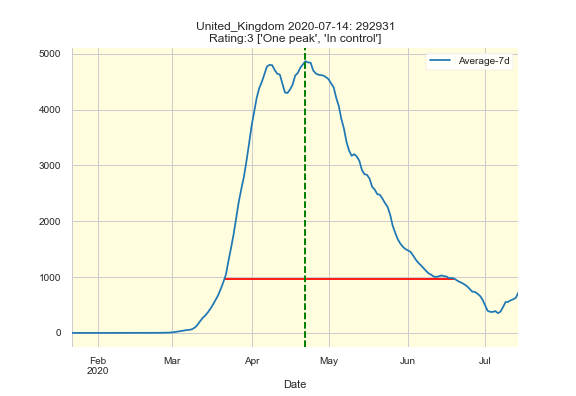 United_Kingdom 2020-07-14: 292931
Rating:3 ['One peak', 'In control']
Average-7d
5000
4000
3000
2000
1000
0
Feb
2020
Mar
Apr
May
Jun
Jul
Date